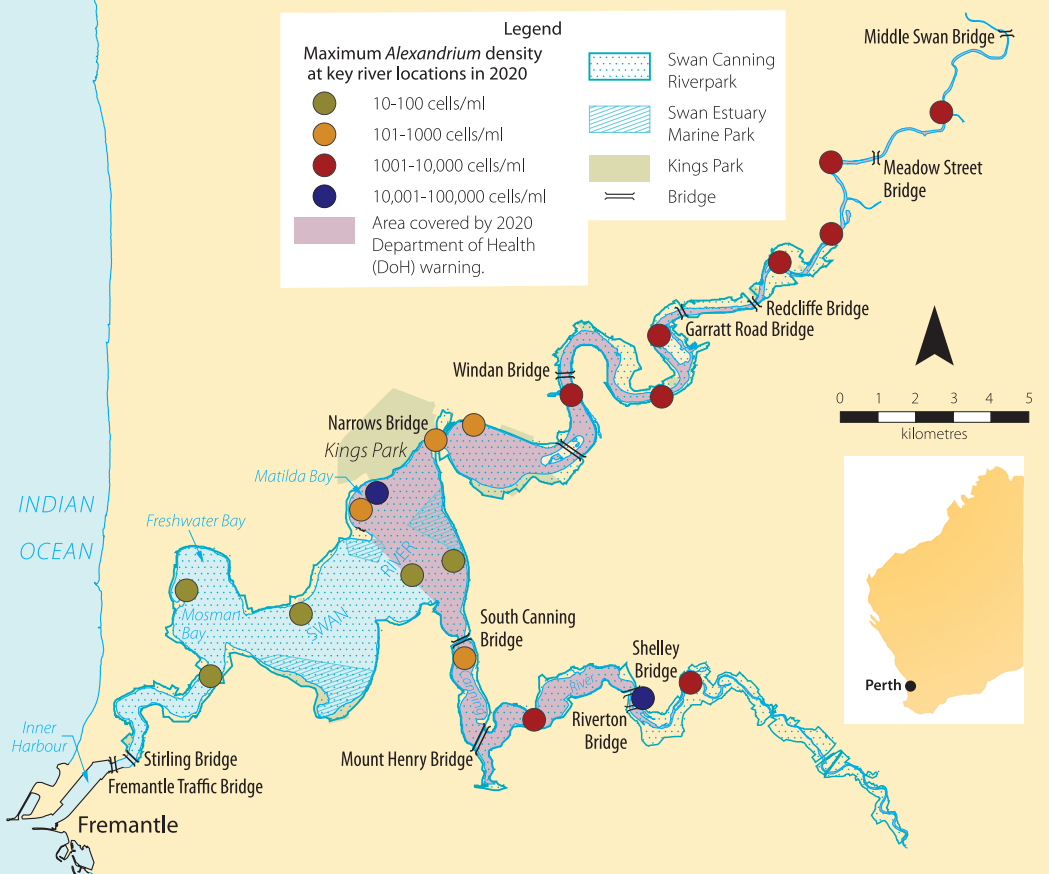 Legend
Maximum Alexandrium density
at key river locations in 2020
10-100 cells/ml
101-1000 cells/ml
1001-10,000 cells/ml
10,001-100,000 cells/ml
Area covered by 2020
Department of Health
(DoH) warning.
Swan Canning
Riverpark
Swan Estuary
Marine Park
Kings Park
Bridge
Middle Swan Bridge
Meadow Street
Bridge
Redcliffe Bridge
Garratt Road Bridge
Windan Bridge
0 1 2 3 4 5
kilometres
Narrows Bridge
Kings Park
Matilda Bay
INDIAN
OCEAN
Freshwater Bay
Mosman
Bay
SWAN
RIVER
South Canning
Bridge
Shelley
Bridge
Canning
River
Riverton
Bridge
Mount Henry Bridge
Perth
Inner
Harbour
Stirling Bridge
Fremantle Traffic Bridge
Fremantle